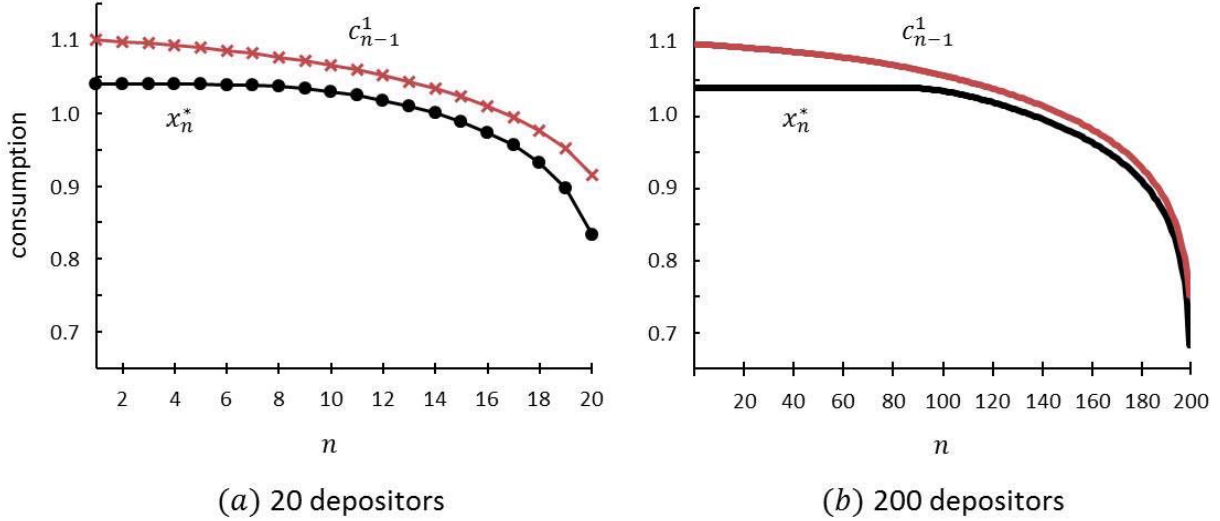 1.1
1.0
0.9
0.8
0.7
consumption
c¹ₙ₋₁
xₙ*
2 4 6 8 10 12 14 16 18 20
n
(a) 20 depositors
1.1
1.0
0.9
0.8
0.7
c¹ₙ₋₁
xₙ*
20 40 60 80 100 120 140 160 180 200
n
(b) 200 depositors